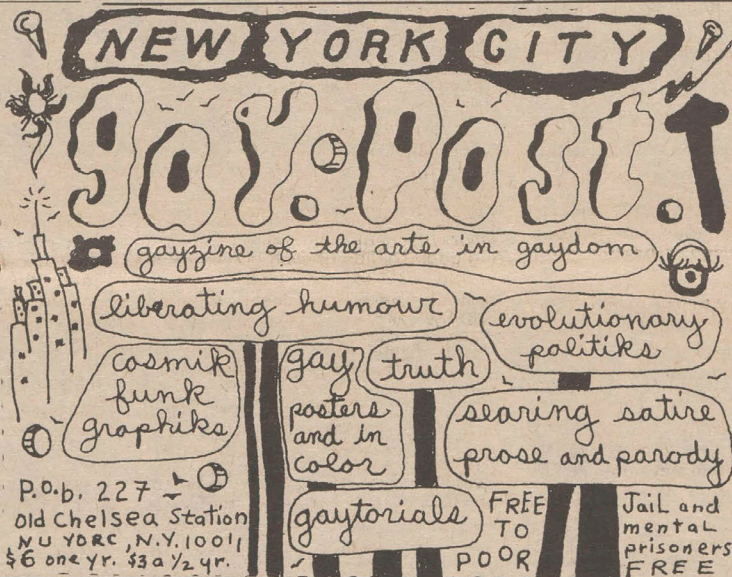 NEW YORK CITY
gay. Post.
gayzine of the arts in gaydom
liberating humour
evolutionary
politiks
cosmik
funk
graphiks
gay
posters
and in
color
truth
searing satire
prose and parody
gaytorials
P.O.b. 227
Old Chelsea Station
NU YORC, N.Y. 10011
$6 one yr. $3 a 1/2 yr.
FREE
TO
POOR
Jail and
mental
prisoners
FREE